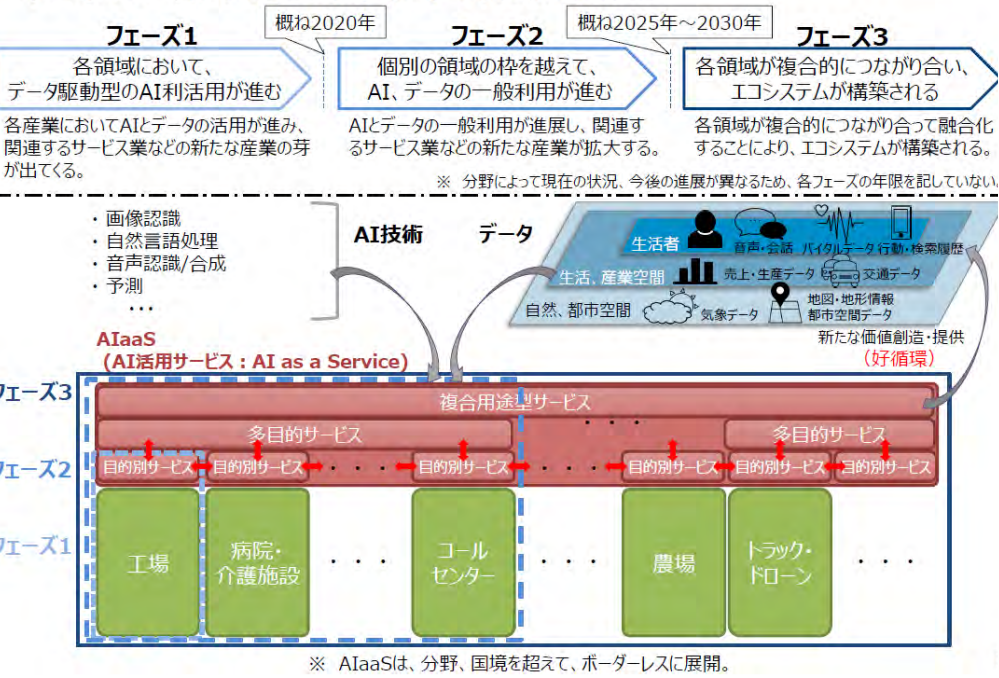 概ね2020年
概ね2025年～2030年
フェーズ1
フェーズ2
フェーズ3
各領域において、
データ駆動型のAI利活用が進む
個別の領域の枠を越えて、
AI、データの一般利用が進む
各領域が複合的につながり合い、
エコシステムが構築される
各産業においてAIとデータの活用が進み、
関連するサービス業などの新たな産業の芽
が出てくる。
AIとデータの一般利用が進展し、関連す
るサービス業などの新たな産業が拡大する。
各領域が複合的につながり合って融合化
することにより、エコシステムが構築される。
※ 分野によって現在の状況、今後の進展が異なるため、各フェーズの年限を記していない。
・画像認識
・自然言語処理
・音声認識/合成
・予測
・・・
AI技術
データ
生活者
音声・会話
バイタルデータ
行動・検索履歴
生活、産業空間
売上・生産データ
交通データ
自然、都市空間
気象データ
地図・地形情報
都市空間データ
新たな価値創造・提供
（好循環）
AIaaS
(AI活用サービス：AI as a Service)
フェーズ3
複合用途型サービス
・・・
多目的サービス
多目的サービス
フェーズ2
目的別サービス
目的別サービス
・・・
目的別サービス
・・・
目的別サービス
目的別サービス
目的別サービス
フェーズ1
工場
病院・
介護施設
・・・
コール
センター
・・・
農場
トラック・
ドローン
・・・
※ AIaaSは、分野、国境を超えて、ボーダーレスに展開。